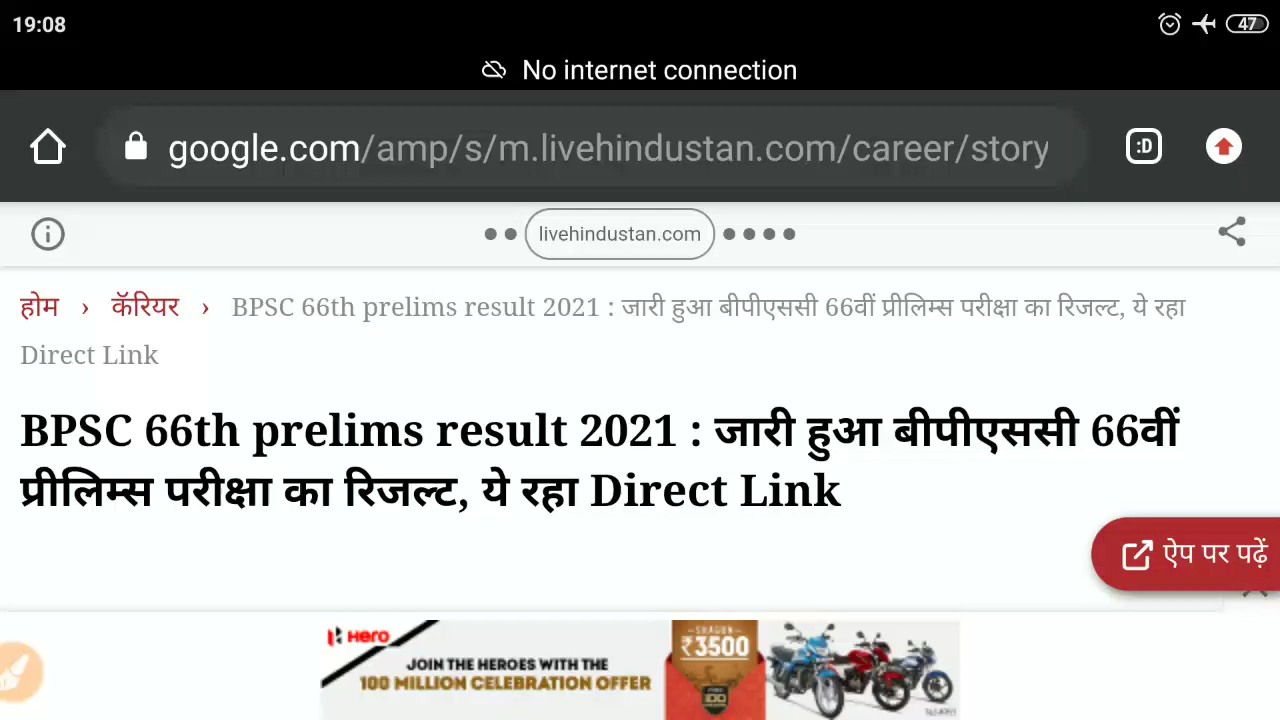 19:08
47
No internet connection
google.com/amp/s/m.livehindustan.com/career/story
:D
livehindustan.com
होम › कॅरियर › BPSC 66th prelims result 2021 : जारी हुआ बीपीएससी 66वीं प्रीलिम्स परीक्षा का रिजल्ट, ये रहा
Direct Link
BPSC 66th prelims result 2021 : जारी हुआ बीपीएससी 66वीं
प्रीलिम्स परीक्षा का रिजल्ट, ये रहा Direct Link
ऐप पर पढ़ें
Hero
JOIN THE HEROES WITH THE
100 MILLION CELEBRATION OFFER
₹3500
100